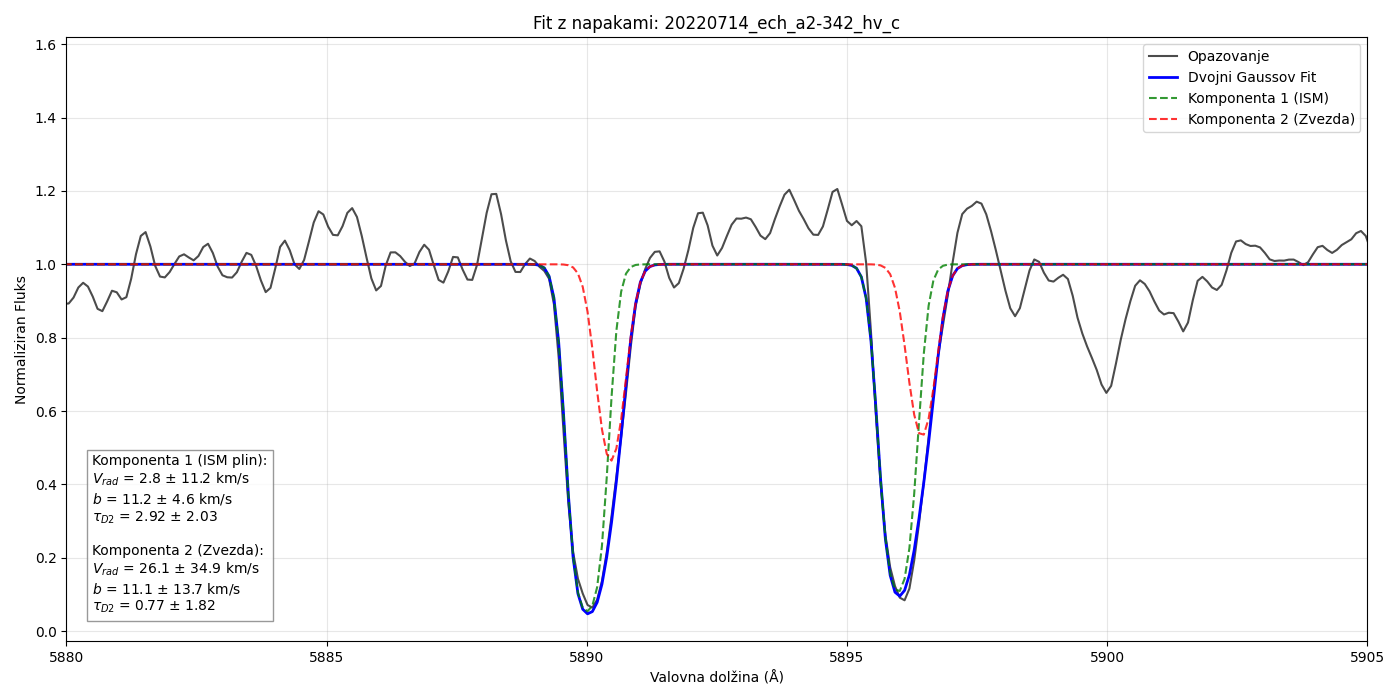 Fit z napakami: 20220714_ech_a2-342_hv_c
Normaliziran Fluks
1.6
1.4
1.2
1.0
0.8
0.6
0.4
0.2
0.0
Opazovanje
Dvojni Gaussov Fit
Komponenta 1 (ISM)
Komponenta 2 (Zvezda)
Komponenta 1 (ISM plin):
V_rad = 2.8 ± 11.2 km/s
b = 11.2 ± 4.6 km/s
τ_D2 = 2.92 ± 2.03
Komponenta 2 (Zvezda):
V_rad = 26.1 ± 34.9 km/s
b = 11.1 ± 13.7 km/s
τ_D2 = 0.77 ± 1.82
5880 5885 5890 5895 5900 5905
Valovna dolžina (Å)